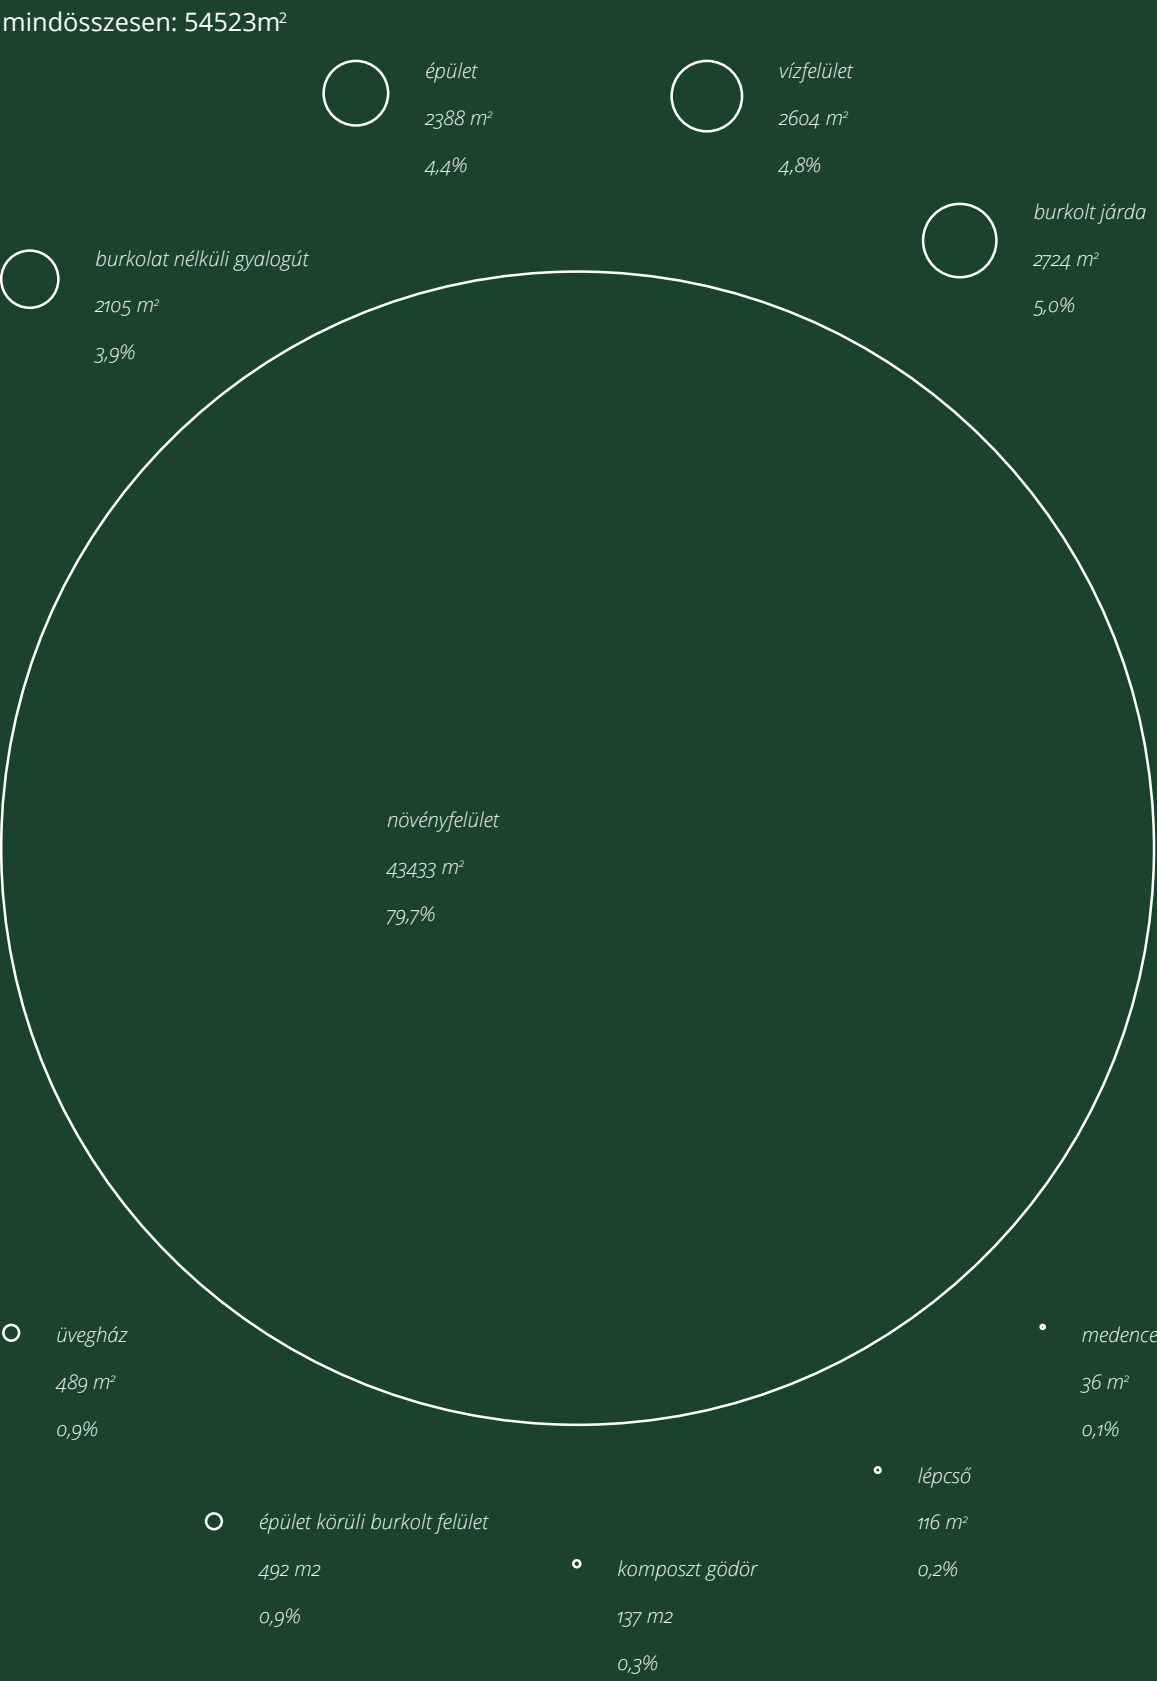 mindösszesen: 54523m²
épület
2388 m²
4,4%
vízfelület
2604 m²
4,8%
burkolt járda
2724 m²
5,0%
burkolat nélküli gyalogút
2105 m²
3,9%
növényfelület
43433 m²
79,7%
üvegház
489 m²
0,9%
medence
36 m²
0,1%
lépcső
116 m²
0,2%
épület körüli burkolt felület
492 m2
0,9%
komposzt gödör
137 m2
0,3%